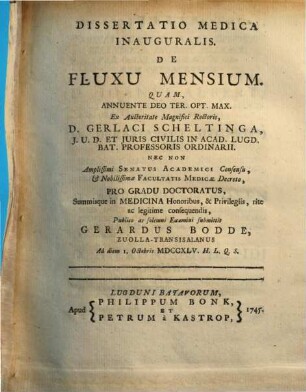 DISSERTATIO MEDICA
INAUGURALIS.
DE
FLUXU MENSIUM.
QUAM,
ANNUENTE DEO TER. OPT. MAX.
Ex Auctoritate Magnifici Rectoris,
D. GERLACI SCHELTINGA,
J. U. D. ET JURIS CIVILIS IN ACAD. LUGD.
BAT. PROFESSORIS ORDINARII.
NEC NON
Amplissimi SENATUS ACADEMICI Consensu,
& Nobilissimæ FACULTATIS MEDICÆ Decreto,
PRO GRADU DOCTORATUS,
Summisque in MEDICINA Honoribus, & Privilegiis, rite
ac legitime consequendis,
Publico ac solemni Examini submittit
GERARDUS BODDE,
ZUOLLA-TRANSISALANUS
Ad diem 1. Octobris MDCCXLV. H. L. Q. S.
LUGDUNI BATAVORUM,
Apud { PHILIPPUM BONK, ET PETRUM à KASTROP, } 1745.